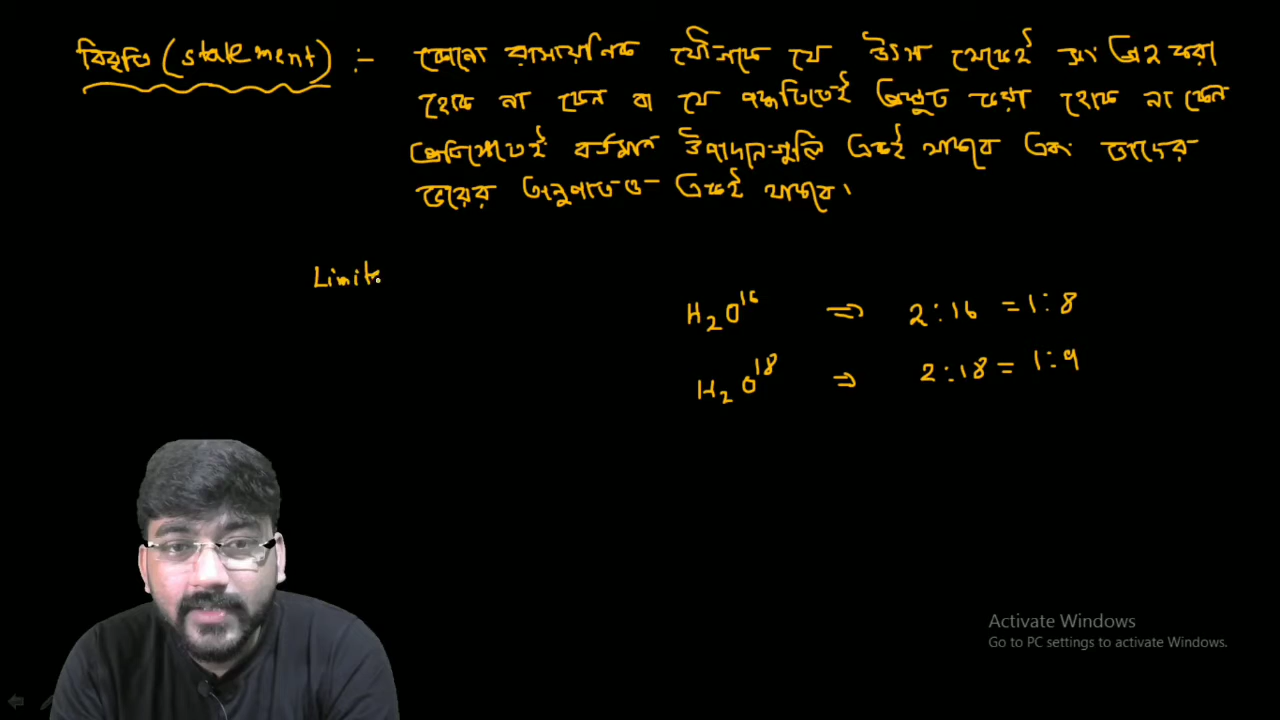 বিবৃতি (statement) :-
কোনো রাসায়নিক যৌগকে যে উৎস থেকেই সংগ্রহ করা
হোক না কেন বা যে পদ্ধতিতেই প্রস্তুত করা হোক না কেন
প্রতিক্ষেত্রেই বর্তমান উপাদানগুলি একই থাকবে এবং তাদের
ভরের অনুপাতও একই থাকবে।
Limit
H₂O¹⁶ ⇒ 2:16 = 1:8
H₂O¹⁸ ⇒ 2:18 = 1:9
Activate Windows
Go to PC settings to activate Windows.